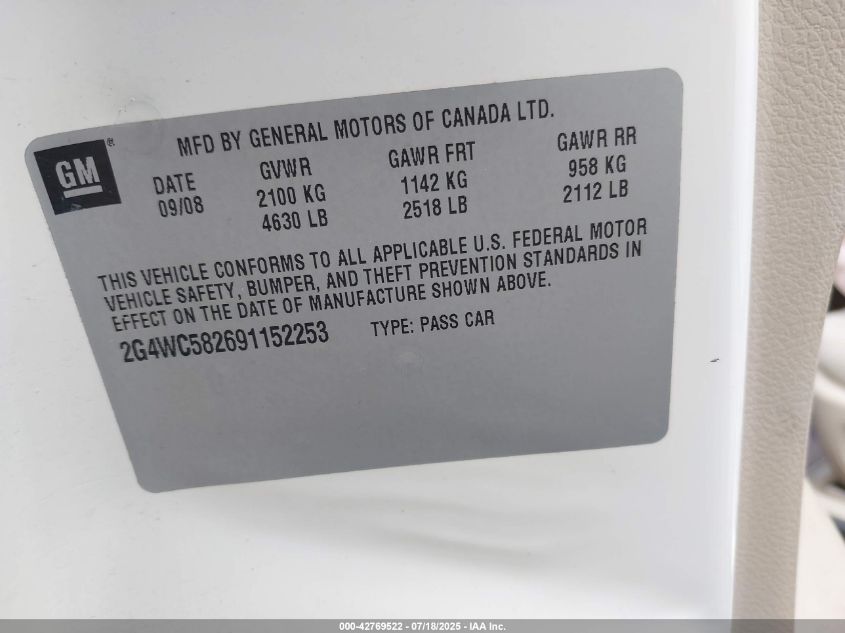 MFD BY GENERAL MOTORS OF CANADA LTD.
GM®
DATE GVWR GAWR FRT GAWR RR
09/08 2100 KG 1142 KG 958 KG
4630 LB 2518 LB 2112 LB
THIS VEHICLE CONFORMS TO ALL APPLICABLE U.S. FEDERAL MOTOR
VEHICLE SAFETY, BUMPER, AND THEFT PREVENTION STANDARDS IN
EFFECT ON THE DATE OF MANUFACTURE SHOWN ABOVE.
2G4WC582691152253 TYPE: PASS CAR
000-42769522 - 07/18/2025 - IAA Inc.